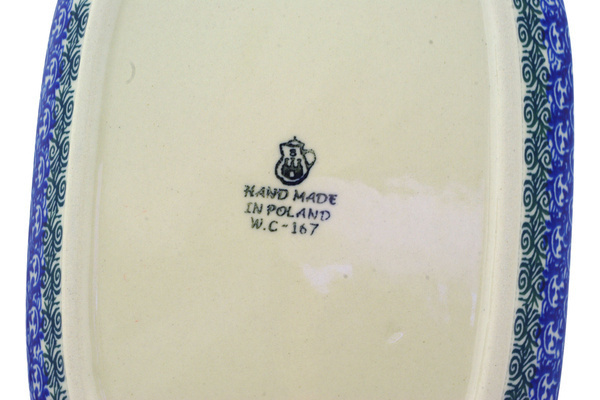 S
HAND MADE
IN POLAND
W.C-167